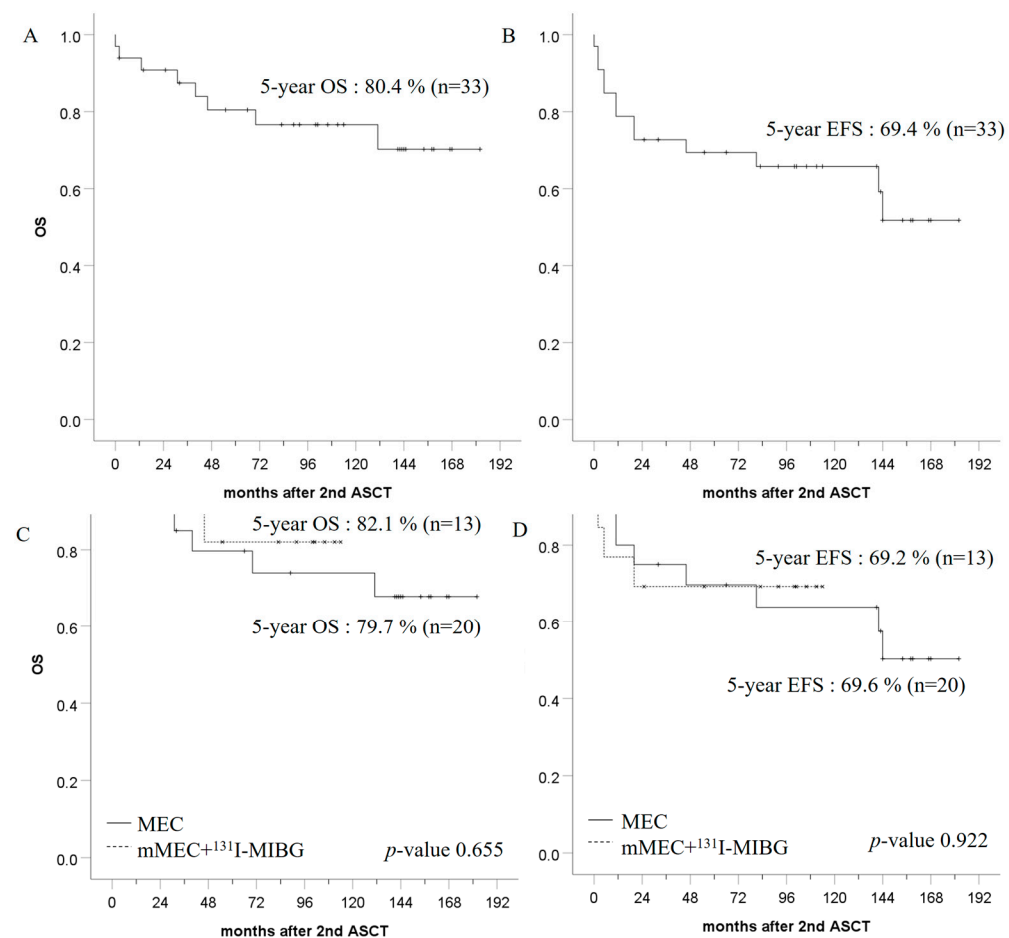 A
1.0
0.8
0.6
0.4
0.2
0.0
OS
5-year OS : 80.4 % (n=33)
0 24 48 72 96 120 144 168 192
months after 2nd ASCT
B
1.0
0.8
0.6
0.4
0.2
0.0
5-year EFS : 69.4 % (n=33)
0 24 48 72 96 120 144 168 192
months after 2nd ASCT
C
0.8
0.6
0.4
0.2
0.0
OS
5-year OS : 82.1 % (n=13)
5-year OS : 79.7 % (n=20)
MEC
mMEC+¹³¹I-MIBG
p-value 0.655
0 24 48 72 96 120 144 168 192
months after 2nd ASCT
D
0.8
0.6
0.4
0.2
0.0
5-year EFS : 69.2 % (n=13)
5-year EFS : 69.6 % (n=20)
MEC
mMEC+¹³¹I-MIBG
p-value 0.922
0 24 48 72 96 120 144 168 192
months after 2nd ASCT